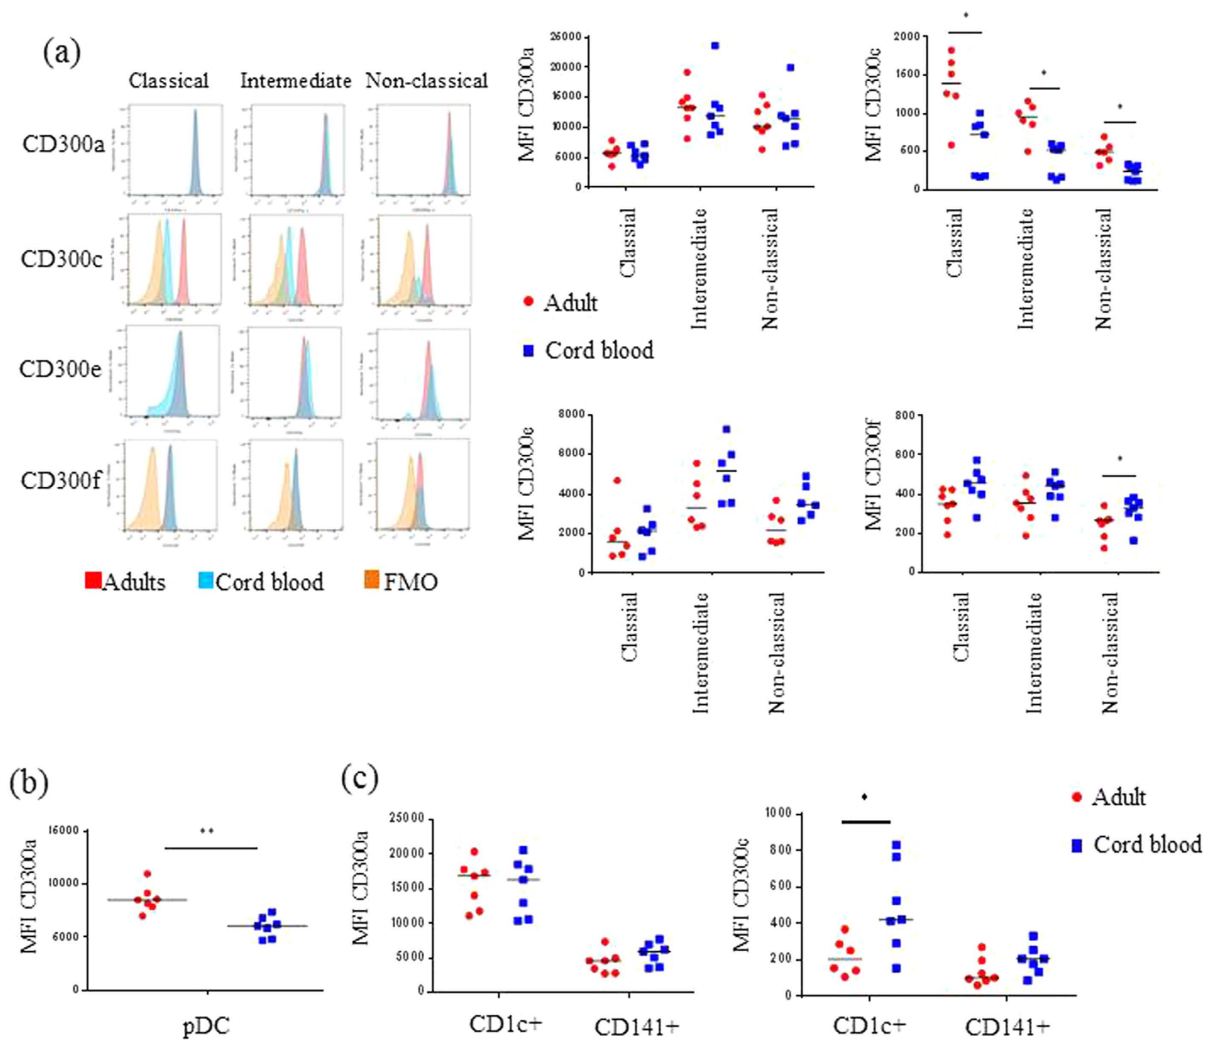 (a)
Classical Intermediate Non-classical
CD300a
CD300c
CD300e
CD300f
Adults Cord blood FMO
MFI CD300a
26000
16000
10000
6000
0
Classial
Interemediate
Non-classical
MFI CD300c
2000
1600
1000
600
0
*
*
*
Classial
Interemediate
Non-classical
Adult
Cord blood
MFI CD300e
8000
6000
4000
2000
0
Classial
Interemediate
Non-classical
MFI CD300f
800
600
400
200
0
*
Classial
Interemediate
Non-classical
(b)
MFI CD300a
16000
10000
6000
0
**
pDC
(c)
MFI CD300a
25000
20000
15000
10000
5000
0
CD1c+ CD141+
MFI CD300c
1000
800
600
400
200
0
*
CD1c+ CD141+
Adult
Cord blood